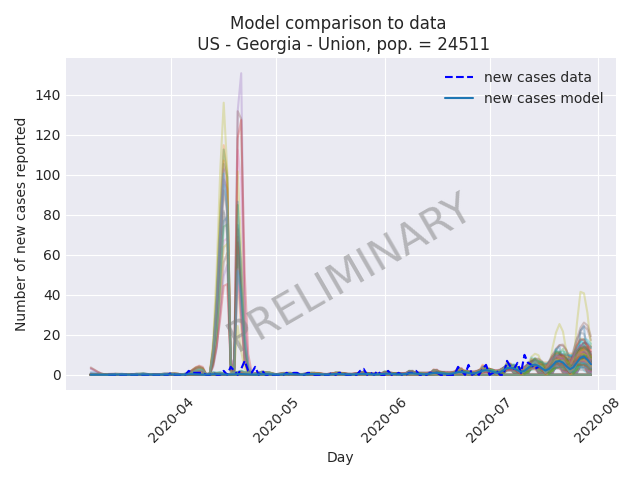 Model comparison to data
US - Georgia - Union, pop. = 24511
new cases data
new cases model
Number of new cases reported
140
120
100
80
60
40
20
0
PRELIMINARY
2020-04
2020-05
2020-06
2020-07
2020-08
Day